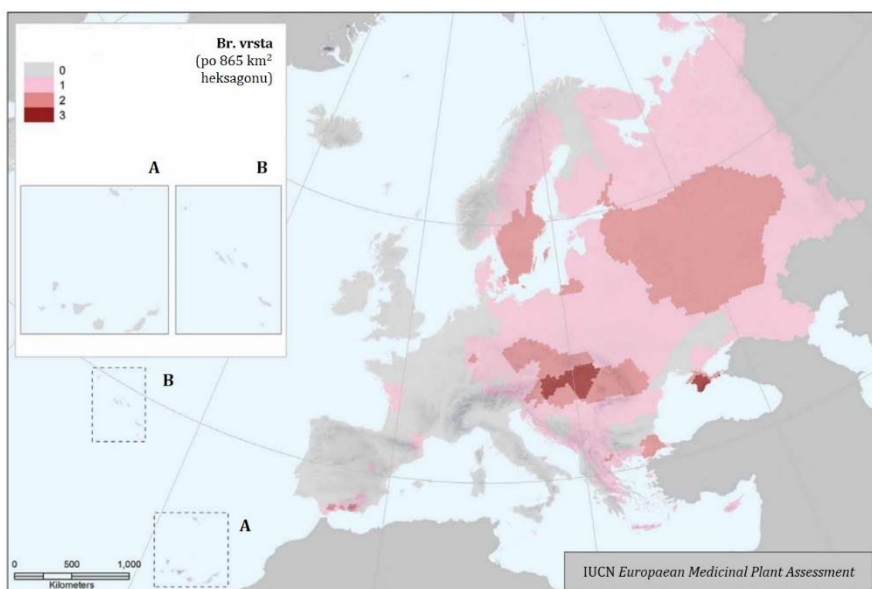 Br. vrsta
(po 865 km²
heksagonu)
0
1
2
3
A
B
B
A
0 500 1,000
Kilometers
IUCN Europaean Medicinal Plant Assessment